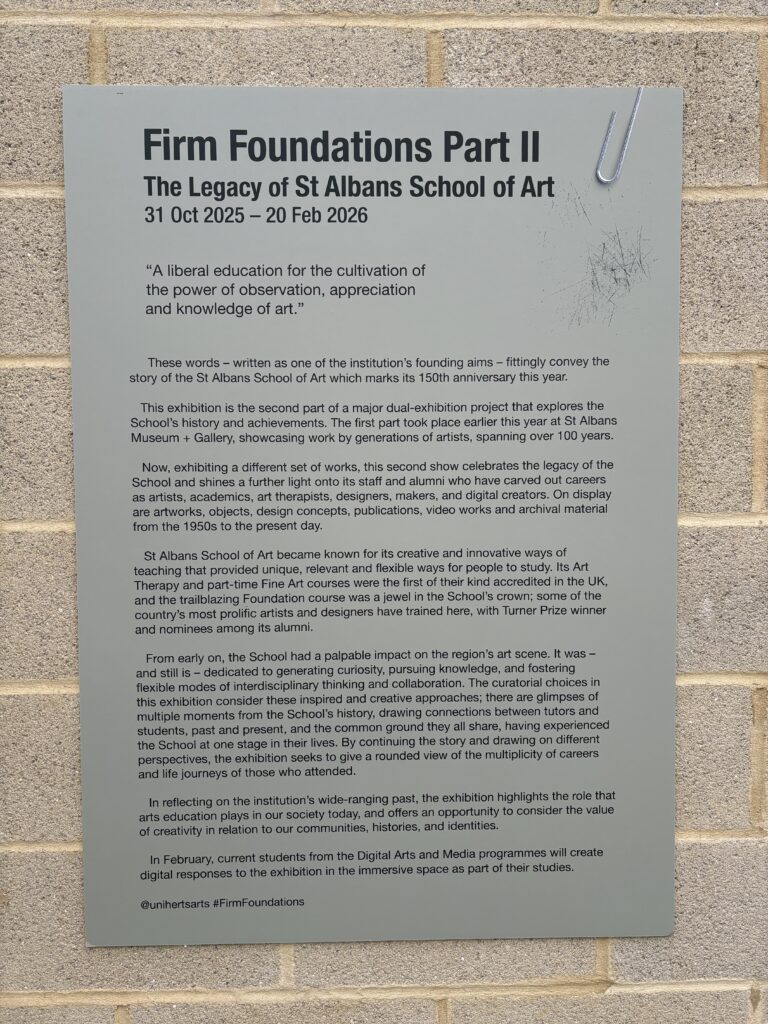 Firm Foundations Part II
The Legacy of St Albans School of Art
31 Oct 2025 – 20 Feb 2026
“A liberal education for the cultivation of
the power of observation, appreciation
and knowledge of art.”
These words – written as one of the institution’s founding aims – fittingly convey the
story of the St Albans School of Art which marks its 150th anniversary this year.
This exhibition is the second part of a major dual-exhibition project that explores the
School’s history and achievements. The first part took place earlier this year at St Albans
Museum + Gallery, showcasing work by generations of artists, spanning over 100 years.
Now, exhibiting a different set of works, this second show celebrates the legacy of the
School and shines a further light onto its staff and alumni who have carved out careers
as artists, academics, art therapists, designers, makers, and digital creators. On display
are artworks, objects, design concepts, publications, video works and archival material
from the 1950s to the present day.
St Albans School of Art became known for its creative and innovative ways of
teaching that provided unique, relevant and flexible ways for people to study. Its Art
Therapy and part-time Fine Art courses were the first of their kind accredited in the UK,
and the trailblazing Foundation course was a jewel in the School’s crown; some of the
country’s most prolific artists and designers have trained here, with Turner Prize winner
and nominees among its alumni.
From early on, the School had a palpable impact on the region’s art scene. It was –
and still is – dedicated to generating curiosity, pursuing knowledge, and fostering
flexible modes of interdisciplinary thinking and collaboration. The curatorial choices in
this exhibition consider these inspired and creative approaches; there are glimpses of
multiple moments from the School’s history, drawing connections between tutors and
students, past and present, and the common ground they all share, having experienced
the School at one stage in their lives. By continuing the story and drawing on different
perspectives, the exhibition seeks to give a rounded view of the multiplicity of careers
and life journeys of those who attended.
In reflecting on the institution’s wide-ranging past, the exhibition highlights the role that
arts education plays in our society today, and offers an opportunity to consider the value
of creativity in relation to our communities, histories, and identities.
In February, current students from the Digital Arts and Media programmes will create
digital responses to the exhibition in the immersive space as part of their studies.
@unihertsarts #FirmFoundations